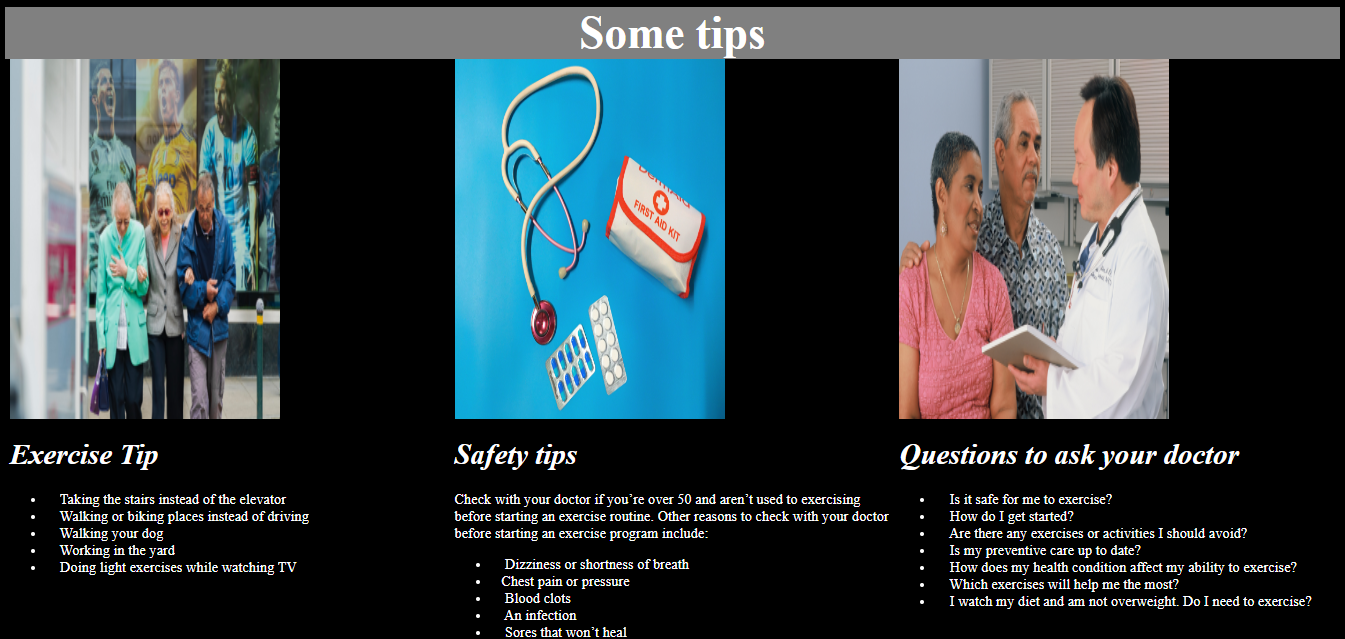 Some tips
Fly
Emirates
FIRST AID KIT
Exercise Tip
• Taking the stairs instead of the elevator
• Walking or biking places instead of driving
• Walking your dog
• Working in the yard
• Doing light exercises while watching TV
Safety tips
Check with your doctor if you’re over 50 and aren’t used to exercising
before starting an exercise routine. Other reasons to check with your doctor
before starting an exercise program include:
• Dizziness or shortness of breath
• Chest pain or pressure
• Blood clots
• An infection
• Sores that won’t heal
Questions to ask your doctor
• Is it safe for me to exercise?
• How do I get started?
• Are there any exercises or activities I should avoid?
• Is my preventive care up to date?
• How does my health condition affect my ability to exercise?
• Which exercises will help me the most?
• I watch my diet and am not overweight. Do I need to exercise?